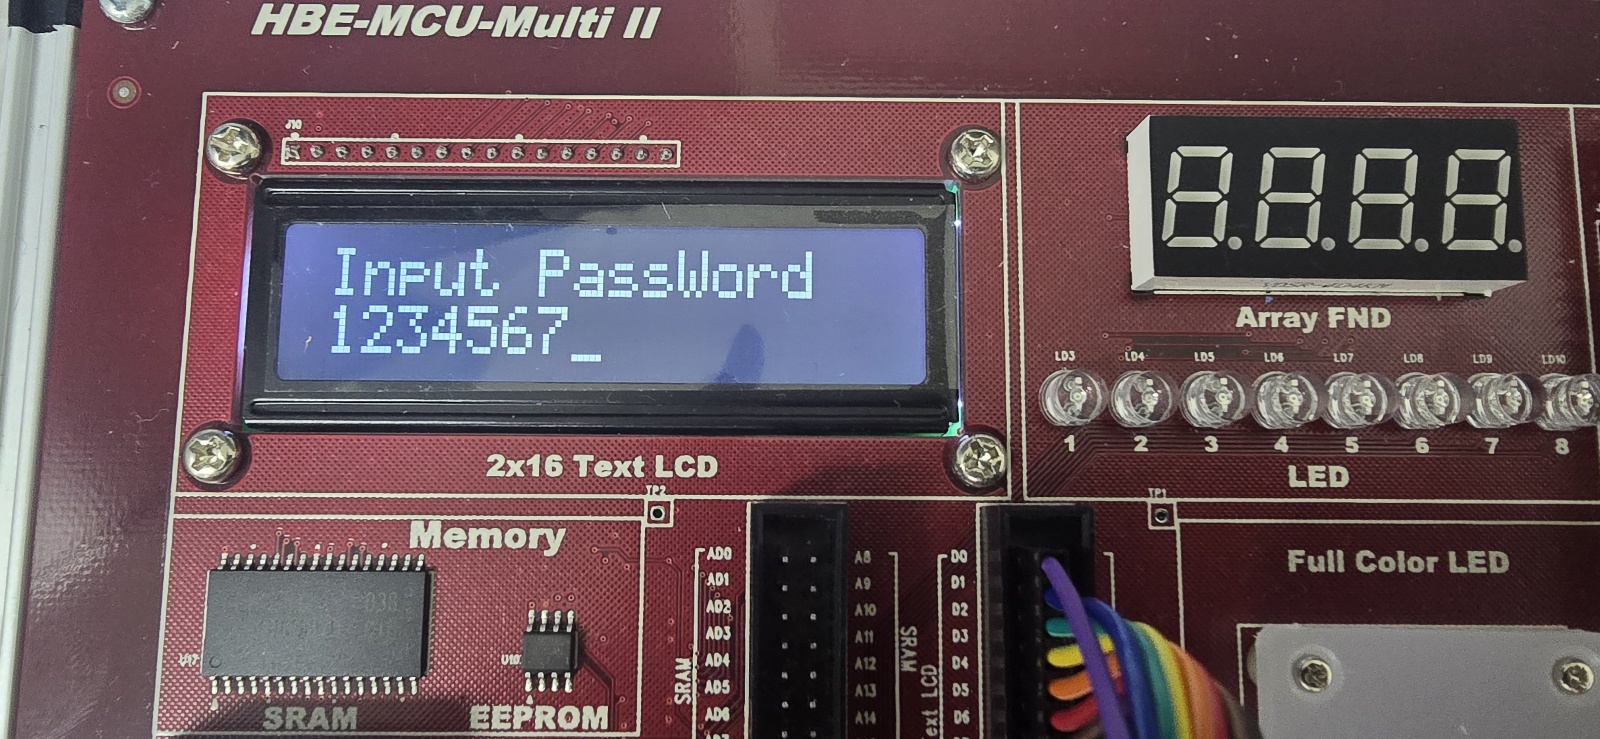 HBE-MCU-Multi II
J10
Input PassWord
1234567_
2x16 Text LCD
Array FND
LD3 LD4 LD5 LD6 LD7 LD8 LD9 LD10
1 2 3 4 5 6 7 8
LED
TP2
TP1
Memory
U17
SRAM
U10
EEPROM
SRAM
AD0
AD1
AD2
AD3
AD4
AD5
AD6
A8
A9
A10
A11
A12
A13
A14
SRAM
Text LCD
D0
D1
D2
D3
D4
D5
D6
Full Color LED